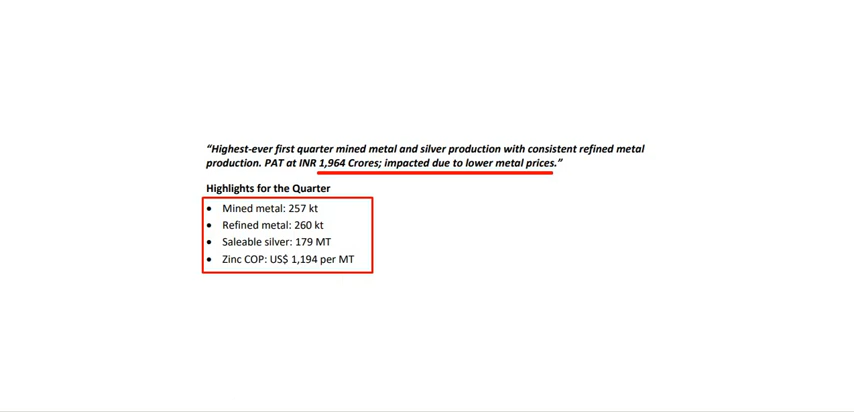 “Highest-ever first quarter mined metal and silver production with consistent refined metal
production. PAT at INR 1,964 Crores; impacted due to lower metal prices.”
Highlights for the Quarter
• Mined metal: 257 kt
• Refined metal: 260 kt
• Saleable silver: 179 MT
• Zinc COP: US$ 1,194 per MT